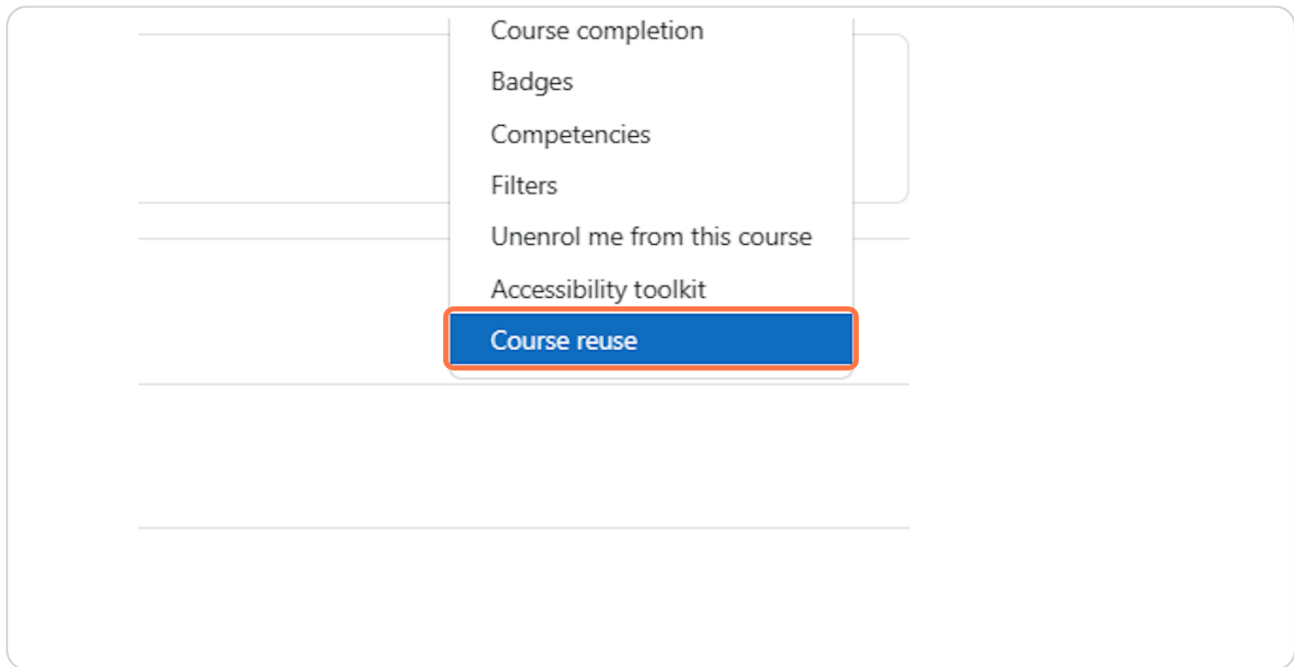 Course completion
Badges
Competencies
Filters
Unenrol me from this course
Accessibility toolkit
Course reuse